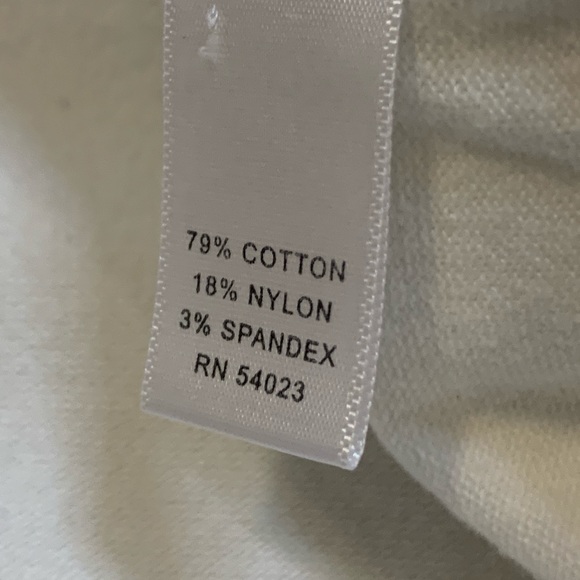 79% COTTON
18% NYLON
3% SPANDEX
RN 54023